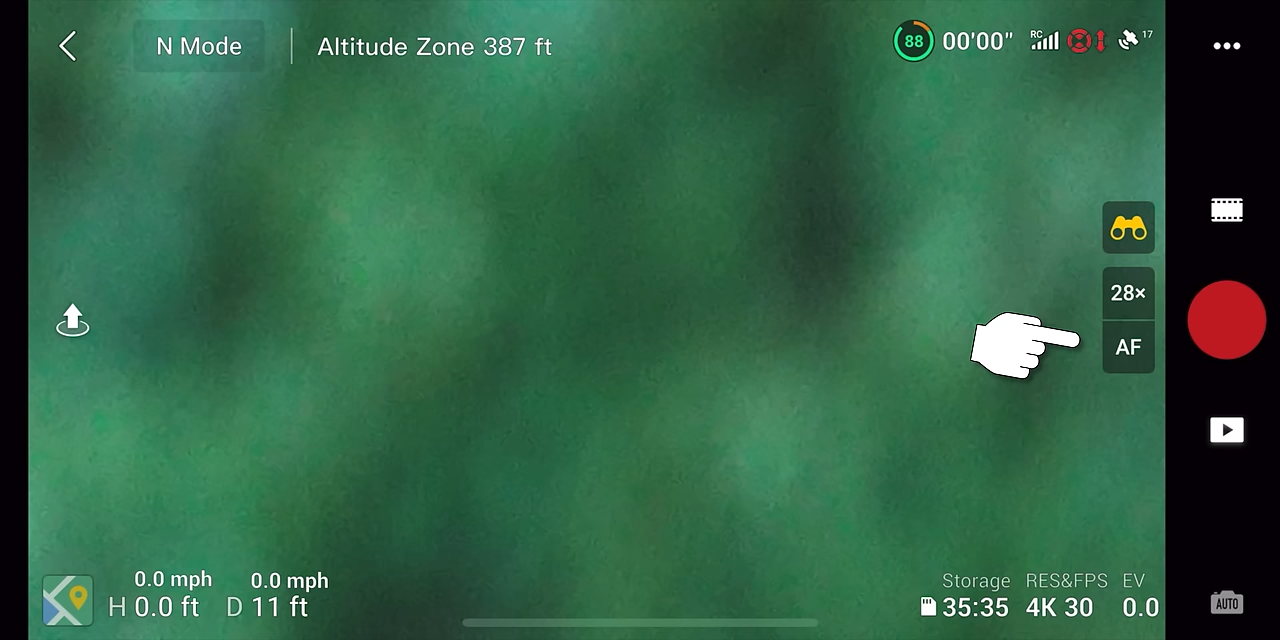 N Mode
Altitude Zone 387 ft
88
00'00"
RC
17
28×
AF
0.0 mph
0.0 mph
H 0.0 ft
D 11 ft
Storage
RES&FPS
EV
35:35
4K 30
0.0
AUTO